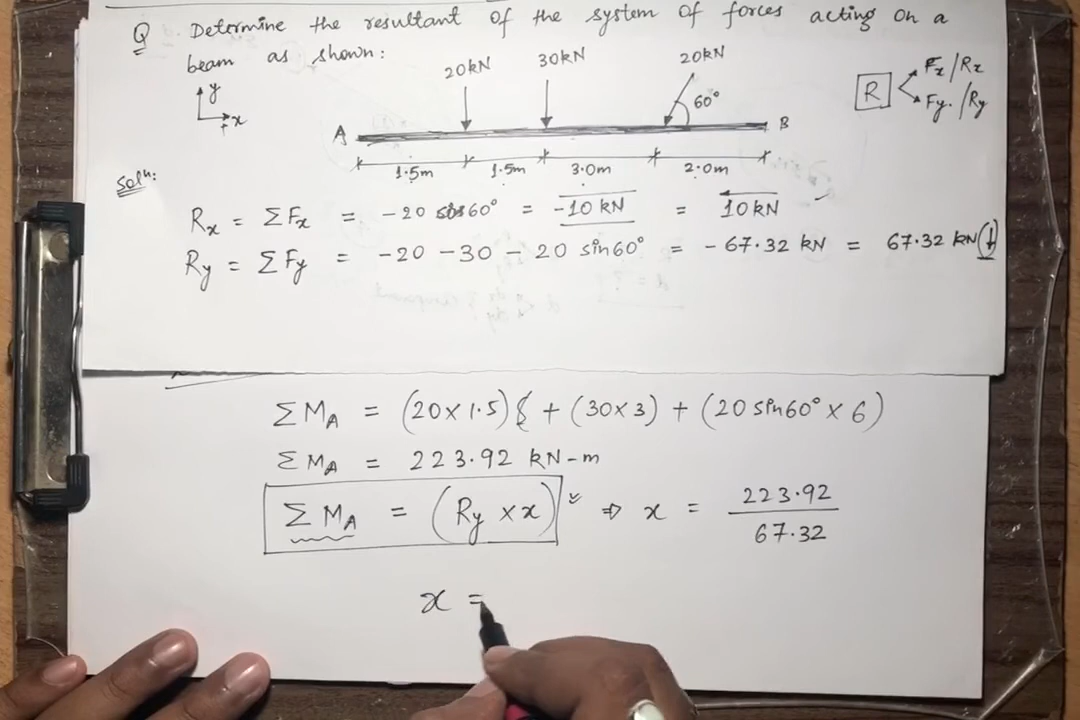 Q. Determine the resultant of the system of forces acting on a
beam as shown:
20kN 30kN 20kN
60°
y
x
A B
R Fx/Rx
Fy./Ry
1.5m 1.5m 3.0m 2.0m
Soln:
Rx = ΣFx = -20 cos60° = -10 kN = 10 kN
Ry = ΣFy = -20 -30 - 20 sin60° = -67.32 kN = 67.32 kN (↓)
ΣMA = (20×1.5) + (30×3) + (20 sin60° × 6)
ΣMA = 223.92 kN-m
ΣMA = (Ry × x) ⇒ x = 223.92
67.32
x =